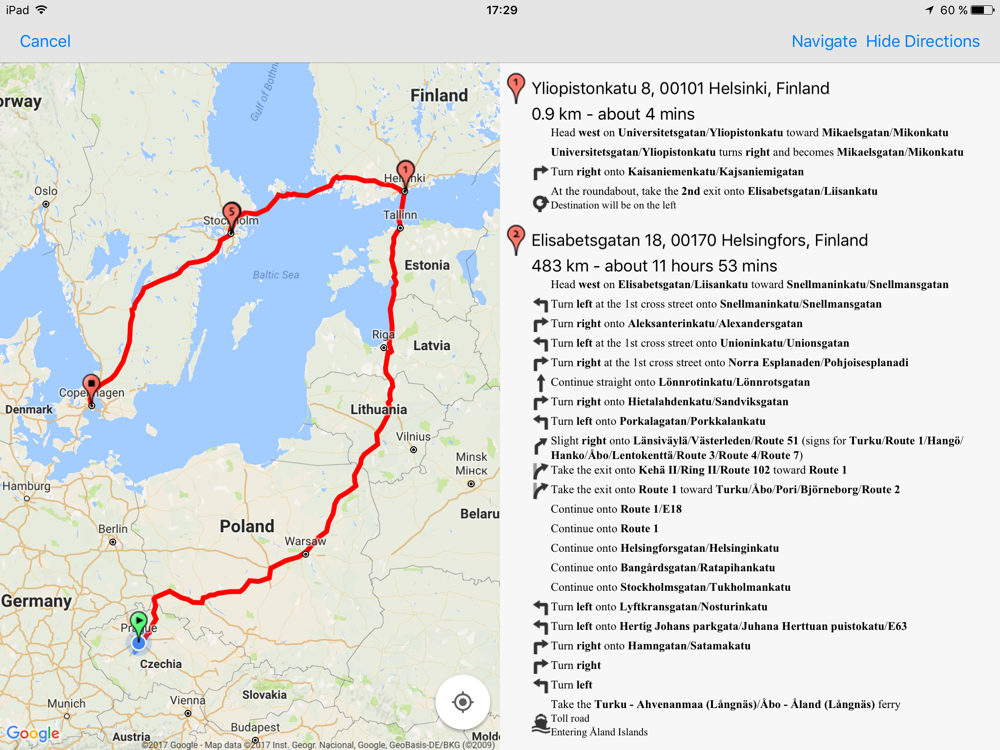 iPad 17:29 60 %
Cancel Navigate Hide Directions
Gulf of Bothni
Finland
orway
Helsinki
1
Oslo
Tallinn
5
Stockholm
Estonia
Baltic Sea
Riga
Latvia
Copenhagen
Denmark
Lithuania
Vilnius
Minsk
Мінск
Hamburg
Belaru
Poland
Berlin
Warsaw
Germany
Prague
Czechia
Slovakia
Munich
Vienna
Budapest
Google
Austria
Moldo
©2017 Google - Map data ©2017 Inst. Geogr. Nacional, Google, GeoBasis-DE/BKG (©2009)
1
Yliopistonkatu 8, 00101 Helsinki, Finland
0.9 km - about 4 mins
Head west on Universitetsgatan/Yliopistonkatu toward Mikaelsgatan/Mikonkatu
Universitetsgatan/Yliopistonkatu turns right and becomes Mikaelsgatan/Mikonkatu
Turn right onto Kaisaniemenkatu/Kajsaniemigatan
At the roundabout, take the 2nd exit onto Elisabetsgatan/Liisankatu
Destination will be on the left
2
Elisabetsgatan 18, 00170 Helsingfors, Finland
483 km - about 11 hours 53 mins
Head west on Elisabetsgatan/Liisankatu toward Snellmaninkatu/Snellmansgatan
Turn left at the 1st cross street onto Snellmaninkatu/Snellmansgatan
Turn right onto Aleksanterinkatu/Alexandersgatan
Turn left at the 1st cross street onto Unioninkatu/Unionsgatan
Turn right at the 1st cross street onto Norra Esplanaden/Pohjoisesplanadi
Continue straight onto Lönnrotinkatu/Lönnrotsgatan
Turn right onto Hietalahdenkatu/Sandviksgatan
Turn left onto Porkalagatan/Porkkalankatu
Slight right onto Länsiväylä/Västerleden/Route 51 (signs for Turku/Route 1/Hangö/
Hanko/Åbo/Lentokenttä/Route 3/Route 4/Route 7)
Take the exit onto Kehä II/Ring II/Route 102 toward Route 1
Take the exit onto Route 1 toward Turku/Åbo/Pori/Björneborg/Route 2
Continue onto Route 1/E18
Continue onto Route 1
Continue onto Helsingforsgatan/Helsinginkatu
Continue onto Bangårdsgatan/Ratapihankatu
Continue onto Stockholmsgatan/Tukholmankatu
Turn left onto Lyftkransgatan/Nosturinkatu
Turn left onto Hertig Johans parkgata/Juhana Herttuan puistokatu/E63
Turn right onto Hamngatan/Satamakatu
Turn right
Turn left
Take the Turku - Ahvenanmaa (Långnäs)/Åbo - Åland (Långnäs) ferry
Toll road
Entering Åland Islands